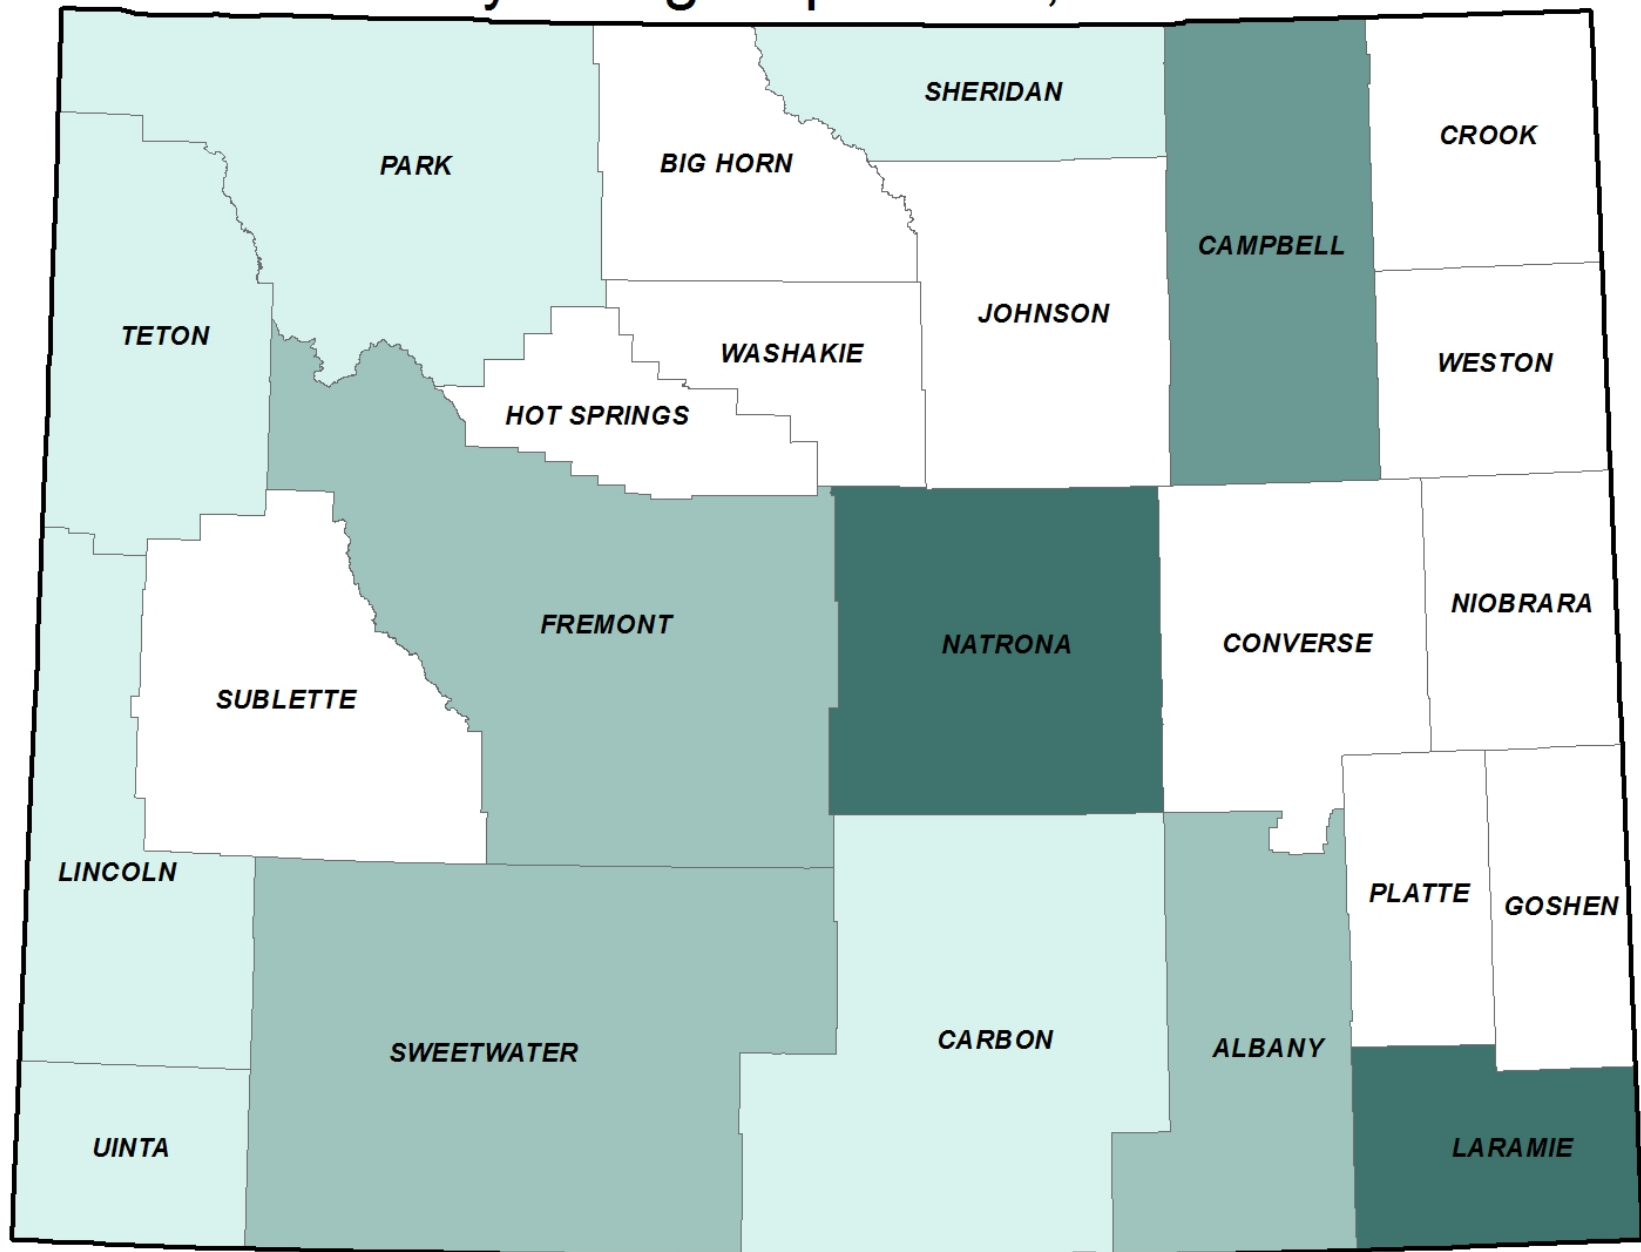 SHERIDAN
CROOK
PARK
BIG HORN
CAMPBELL
JOHNSON
TETON
WASHAKIE
WESTON
HOT SPRINGS
NIOBRARA
FREMONT
NATRONA
CONVERSE
SUBLETTE
LINCOLN
PLATTE
GOSHEN
CARBON
ALBANY
SWEETWATER
UINTA
LARAMIE